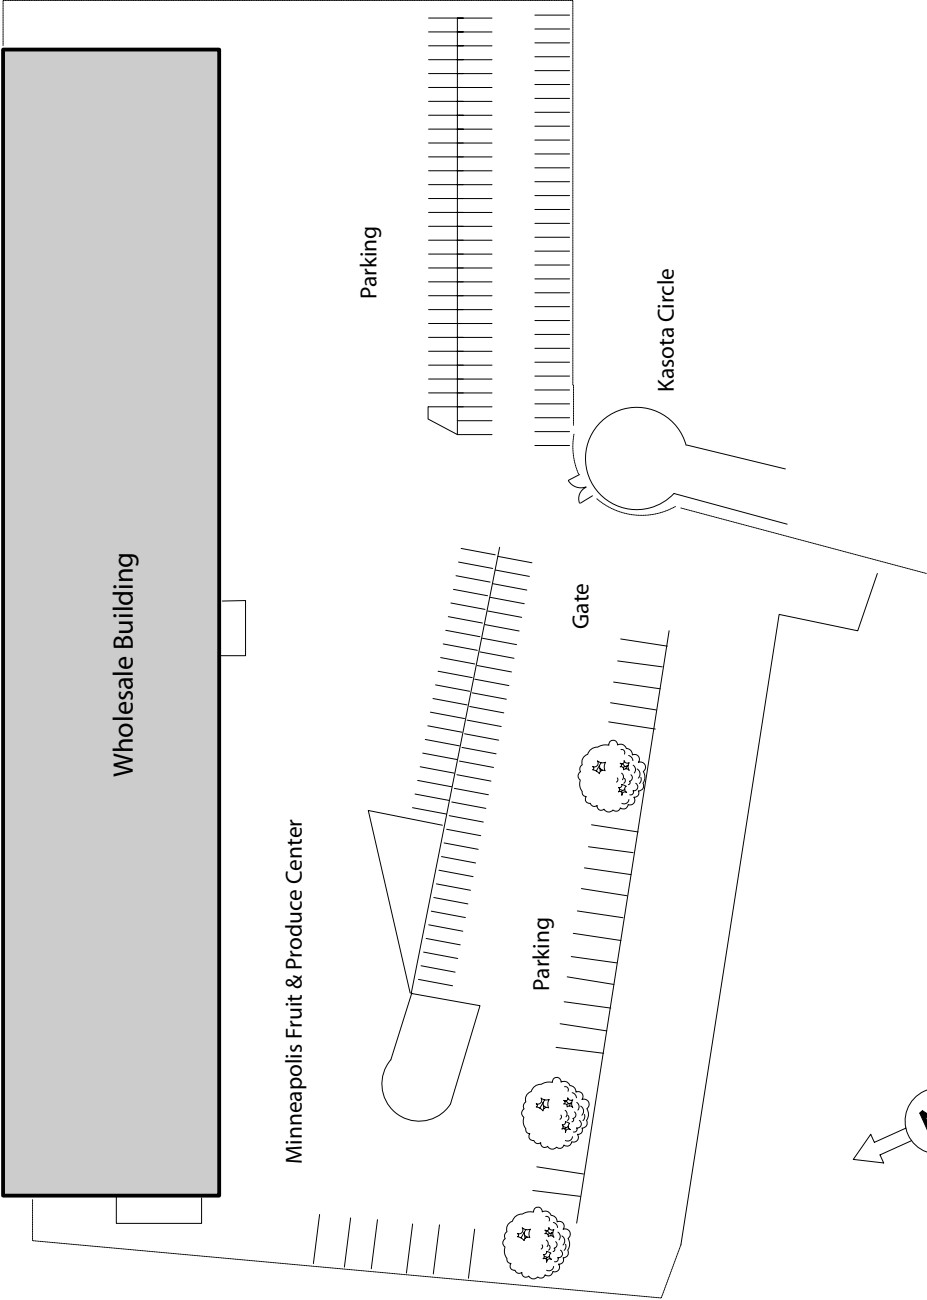 Wholesale Building
Minneapolis Fruit & Produce Center
Parking
Parking
Gate
Kasota Circle